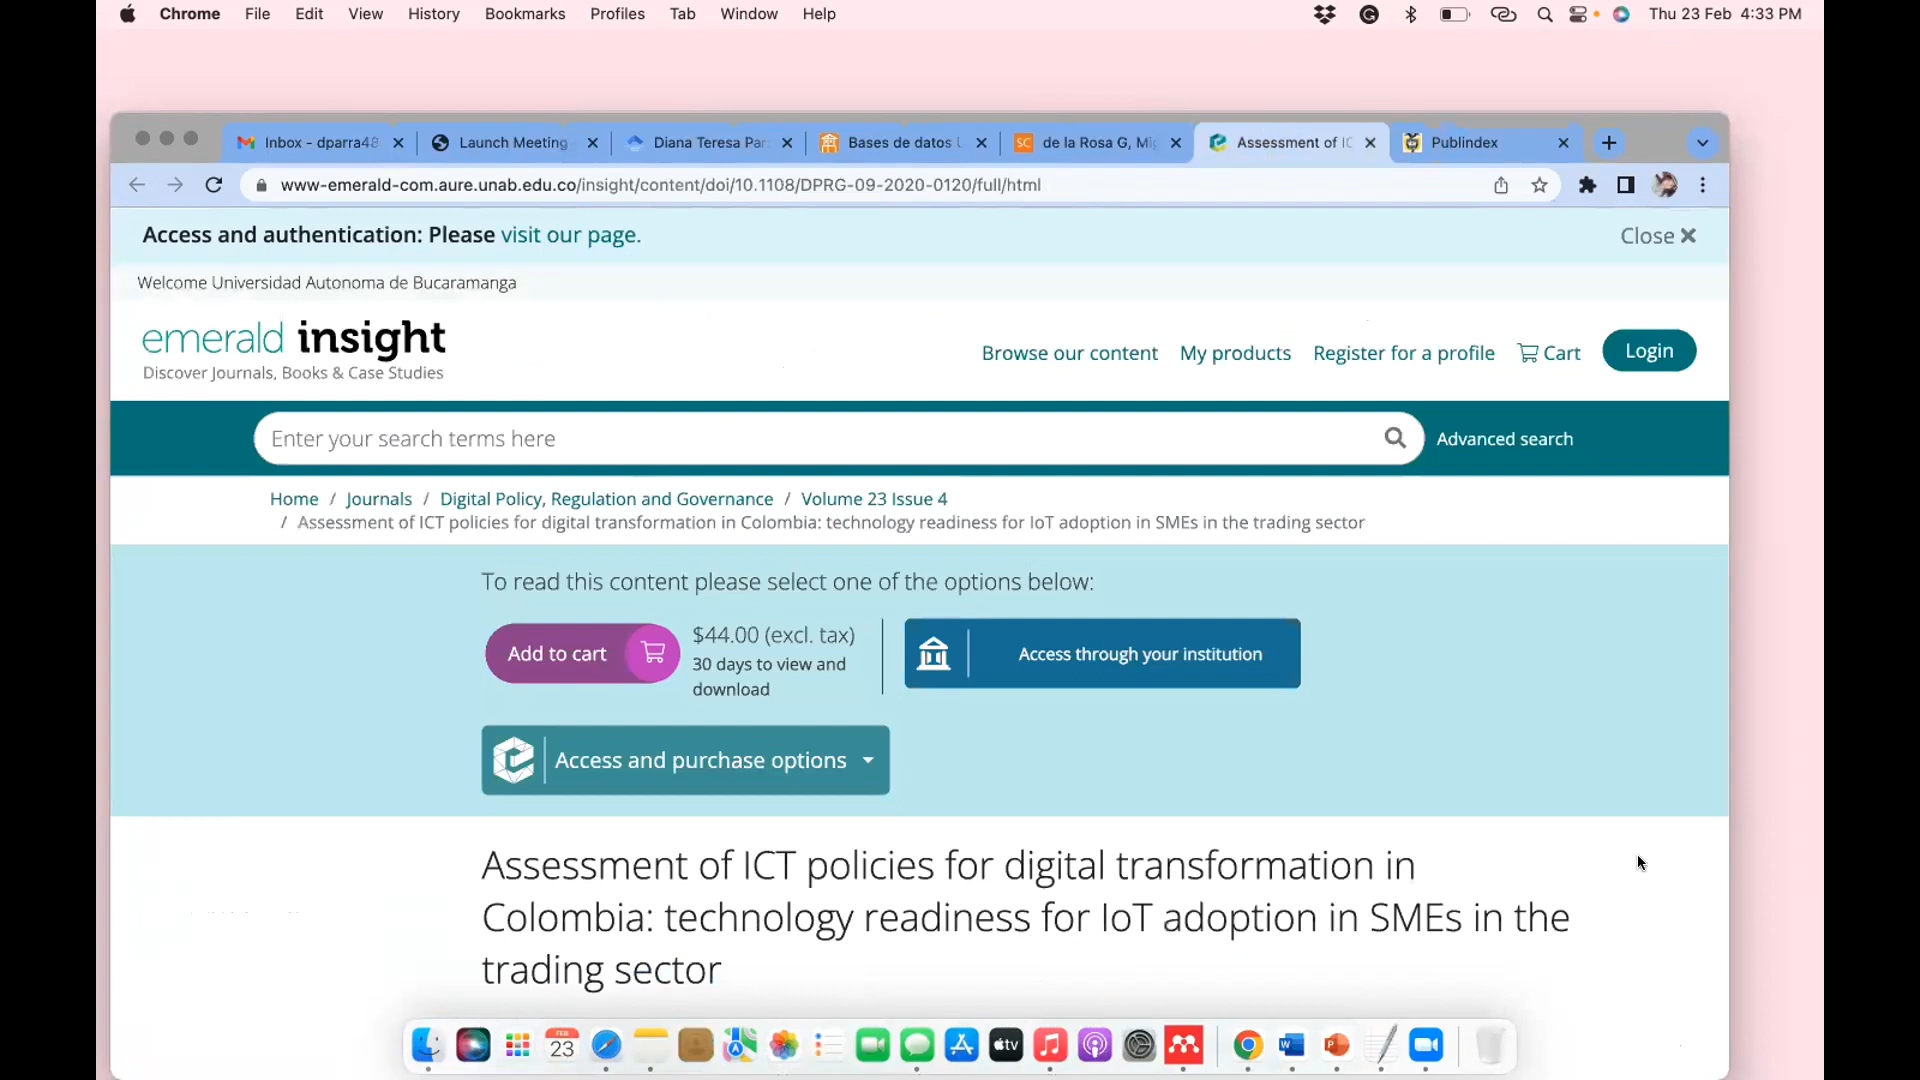 Chrome File Edit View History Bookmarks Profiles Tab Window Help Thu 23 Feb 4:33 PM
Inbox - dparra48 Launch Meeting Diana Teresa Par Bases de datos de la Rosa G, Mi Assessment of IC Publindex
www-emerald-com.aure.unab.edu.co/insight/content/doi/10.1108/DPRG-09-2020-0120/full/html
Access and authentication: Please visit our page. Close
Welcome Universidad Autonoma de Bucaramanga
emerald insight
Discover Journals, Books & Case Studies
Browse our content My products Register for a profile Cart Login
Enter your search terms here Advanced search
Home / Journals / Digital Policy, Regulation and Governance / Volume 23 Issue 4
/ Assessment of ICT policies for digital transformation in Colombia: technology readiness for IoT adoption in SMEs in the trading sector
To read this content please select one of the options below:
Add to cart
$44.00 (excl. tax)
30 days to view and
download
Access through your institution
Access and purchase options
Assessment of ICT policies for digital transformation in
Colombia: technology readiness for IoT adoption in SMEs in the
trading sector
FEB
23
tv